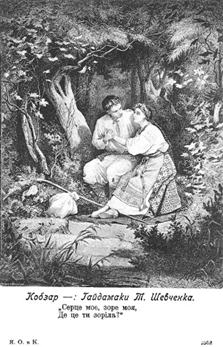 Кобзар —: Гайдамаки Т. Шевченка.
„Серце моє, зоре моя,
Де це ти зоріла?"
Я. О. в К.